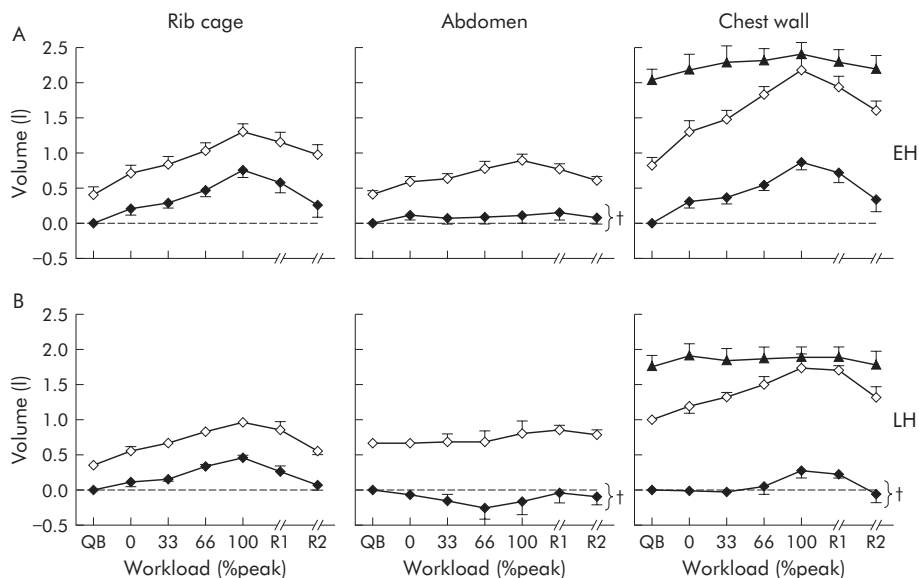 Rib cage Abdomen Chest wall
A
Volume (l)
2.5
2.0
1.5
1.0
0.5
0.0
–0.5
†
EH
B
Volume (l)
2.5
2.0
1.5
1.0
0.5
0.0
–0.5
†
†
LH
QB 0 33 66 100 R1 R2 QB 0 33 66 100 R1 R2 QB 0 33 66 100 R1 R2
Workload (%peak) Workload (%peak) Workload (%peak)